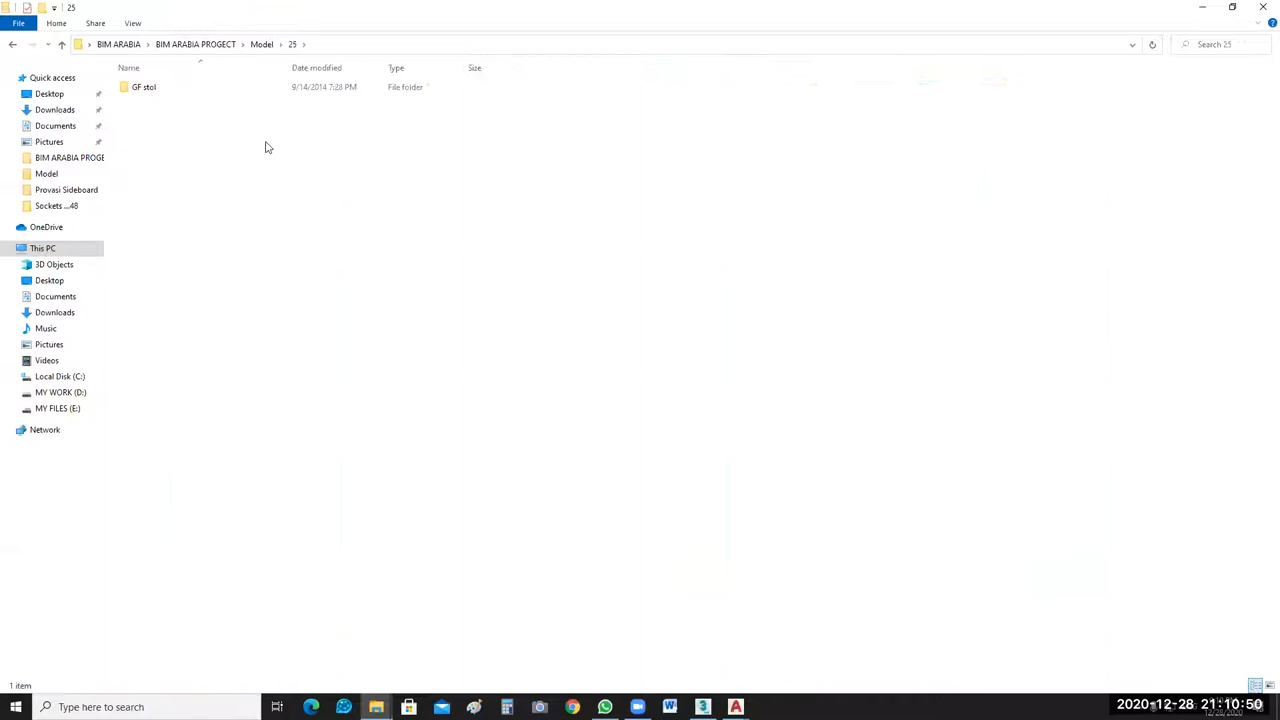 25
File Home Share View
BIM ARABIA BIM ARABIA PROGECT Model 25 Search 25
Name Date modified Type Size
GF stol 9/14/2014 7:28 PM File folder
Quick access
Desktop
Downloads
Documents
Pictures
BIM ARABIA PROGE
Model
Provasi Sideboard
Sockets ...48
OneDrive
This PC
3D Objects
Desktop
Documents
Downloads
Music
Pictures
Videos
Local Disk (C:)
MY WORK (D:)
MY FILES (E:)
Network
1 item
Type here to search
2020-12-28 21:10:50